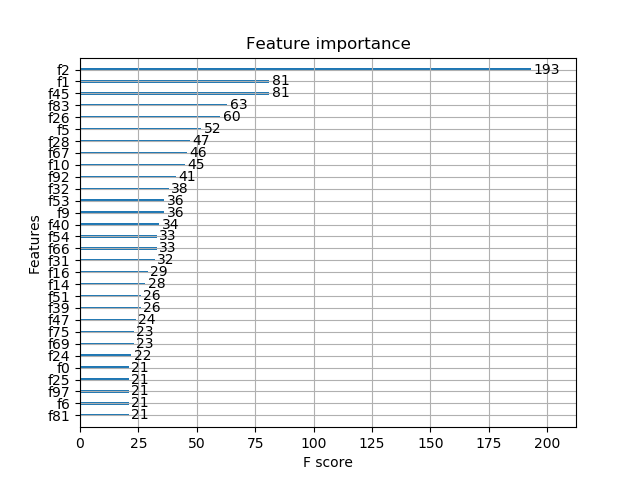 Feature importance
Features
f2 193
f1 81
f45 81
f83 63
f26 60
f5 52
f28 47
f67 46
f10 45
f92 41
f32 38
f53 36
f9 36
f40 34
f54 33
f66 33
f31 32
f16 29
f14 28
f51 26
f39 26
f47 24
f75 23
f69 23
f24 22
f0 21
f25 21
f97 21
f6 21
f81 21
0 25 50 75 100 125 150 175 200
F score